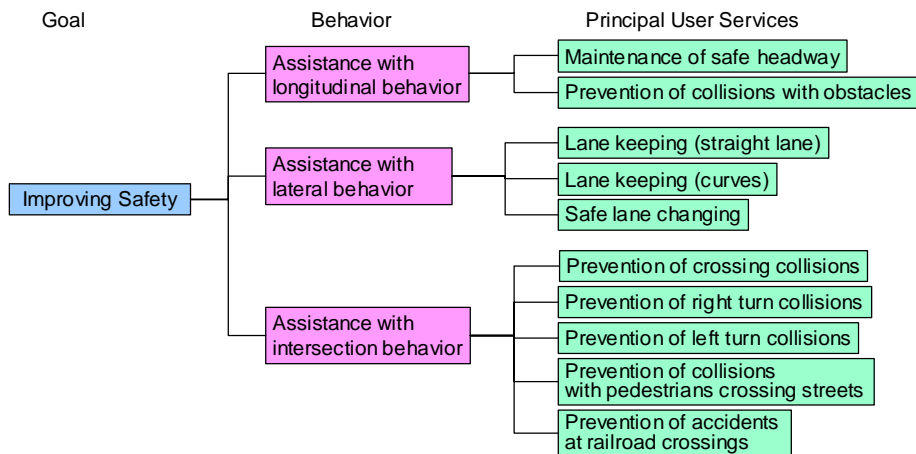 Goal
Behavior
Principal User Services
Improving Safety
Assistance with
longitudinal behavior
Maintenance of safe headway
Prevention of collisions with obstacles
Assistance with
lateral behavior
Lane keeping (straight lane)
Lane keeping (curves)
Safe lane changing
Assistance with
intersection behavior
Prevention of crossing collisions
Prevention of right turn collisions
Prevention of left turn collisions
Prevention of collisions
with pedestrians crossing streets
Prevention of accidents
at railroad crossings